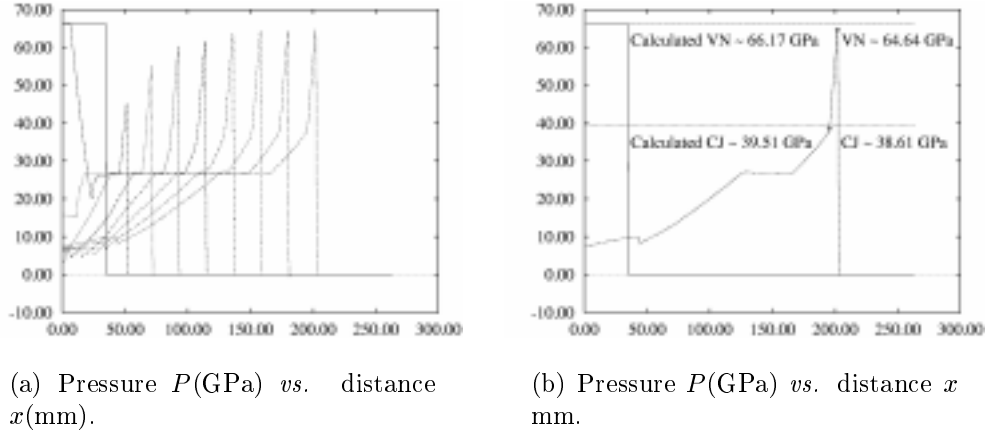 70.00
60.00
50.00
40.00
30.00
20.00
10.00
0.00
-10.00
0.00 50.00 100.00 150.00 200.00 250.00 300.00
70.00
60.00
50.00
40.00
30.00
20.00
10.00
0.00
-10.00
0.00 50.00 100.00 150.00 200.00 250.00 300.00
Calculated VN ~ 66.17 GPa
VN ~ 64.64 GPa
Calculated CJ ~ 39.51 GPa
CJ ~ 38.61 GPa
(a) Pressure P(GPa) vs. distance
x(mm).
(b) Pressure P(GPa) vs. distance x
mm.